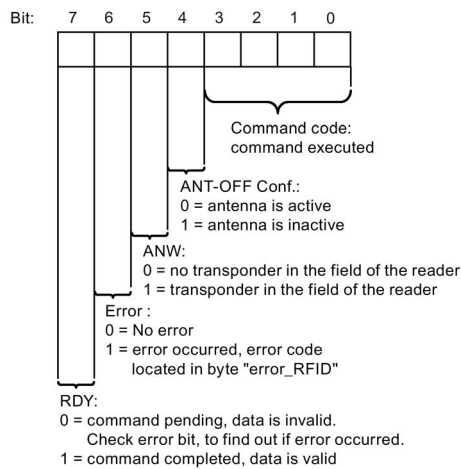 Bit: 7 6 5 4 3 2 1 0
Command code:
command executed
ANT-OFF Conf.:
0 = antenna is active
1 = antenna is inactive
ANW:
0 = no transponder in the field of the reader
1 = transponder in the field of the reader
Error :
0 = No error
1 = error occurred, error code
located in byte "error_RFID"
RDY:
0 = command pending, data is invalid.
Check error bit, to find out if error occurred.
1 = command completed, data is valid